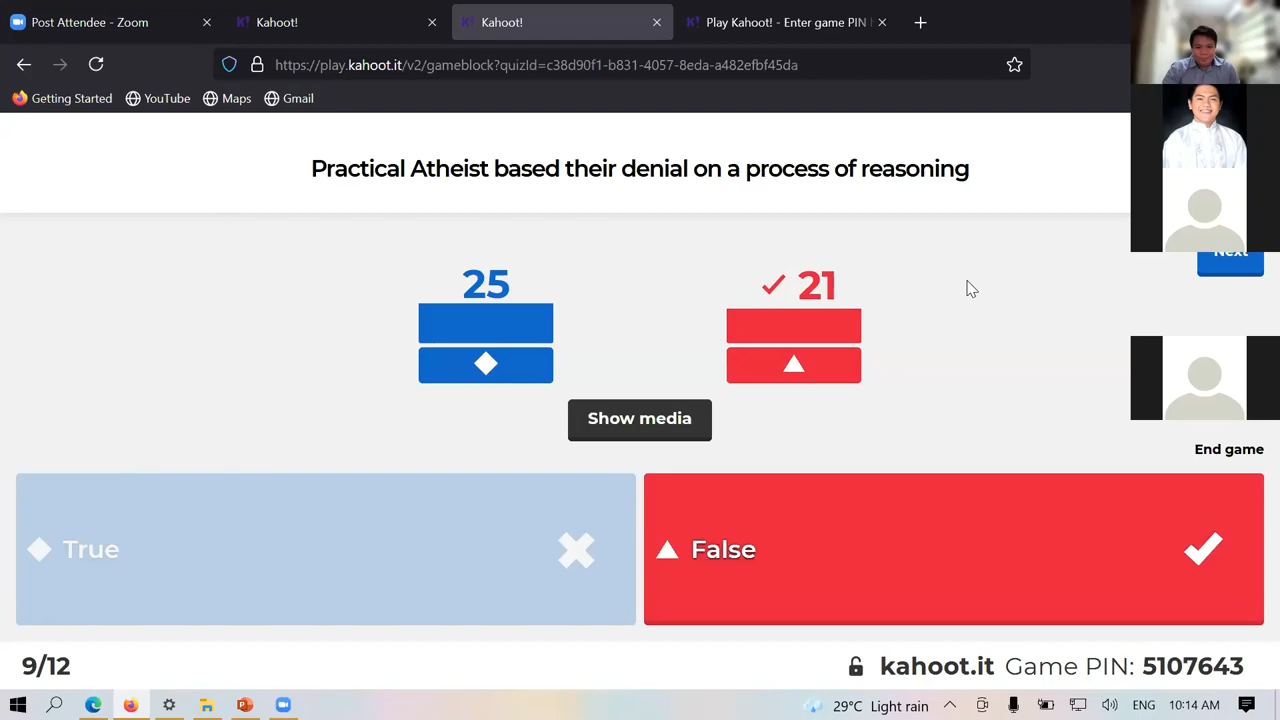 Post Attendee - Zoom
Kahoot!
Kahoot!
Play Kahoot! - Enter game PIN
https://play.kahoot.it/v2/gameblock?quizId=c38d90f1-b831-4057-8eda-a482efbf45da
Getting Started
YouTube
Maps
Gmail
Practical Atheist based their denial on a process of reasoning
Next
25
21
Show media
End game
True
False
9/12
kahoot.it Game PIN: 5107643
29°C Light rain
ENG
10:14 AM